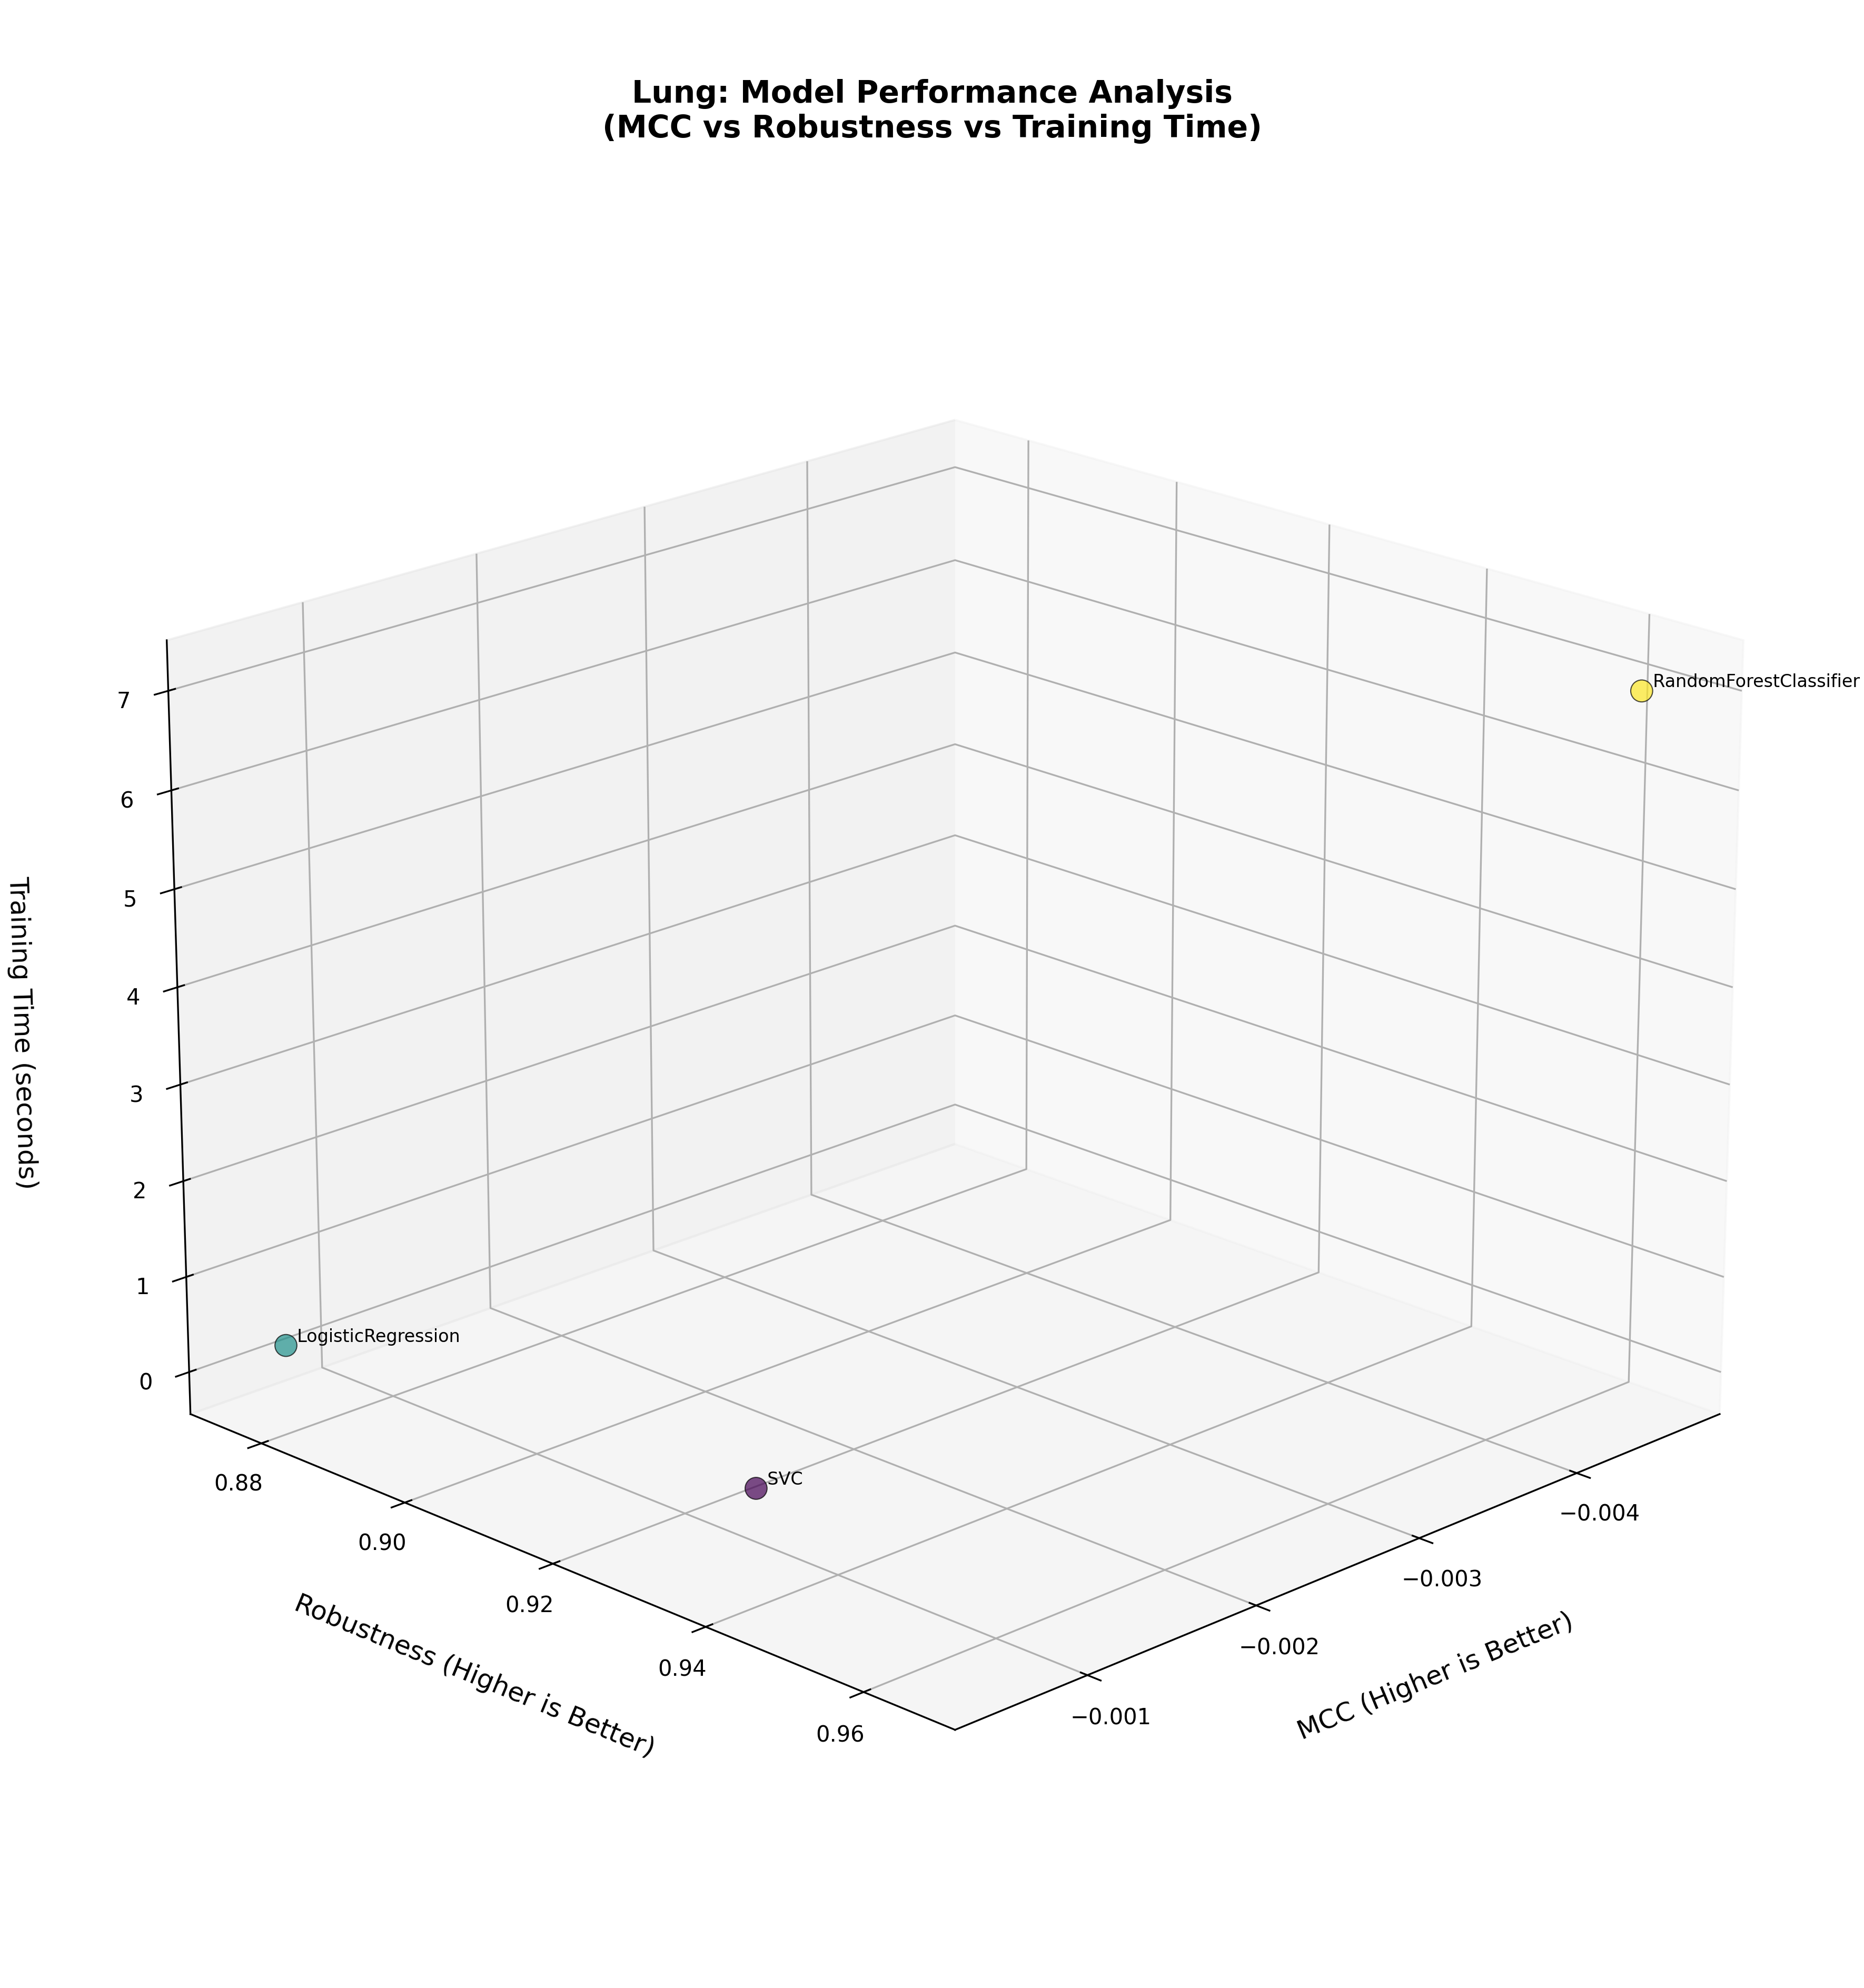 Lung: Model Performance Analysis
(MCC vs Robustness vs Training Time)
RandomForestClassifier
LogisticRegression
SVC
Training Time (seconds)
7
6
5
4
3
2
1
0
Robustness (Higher is Better)
0.88
0.90
0.92
0.94
0.96
MCC (Higher is Better)
−0.001
−0.002
−0.003
−0.004